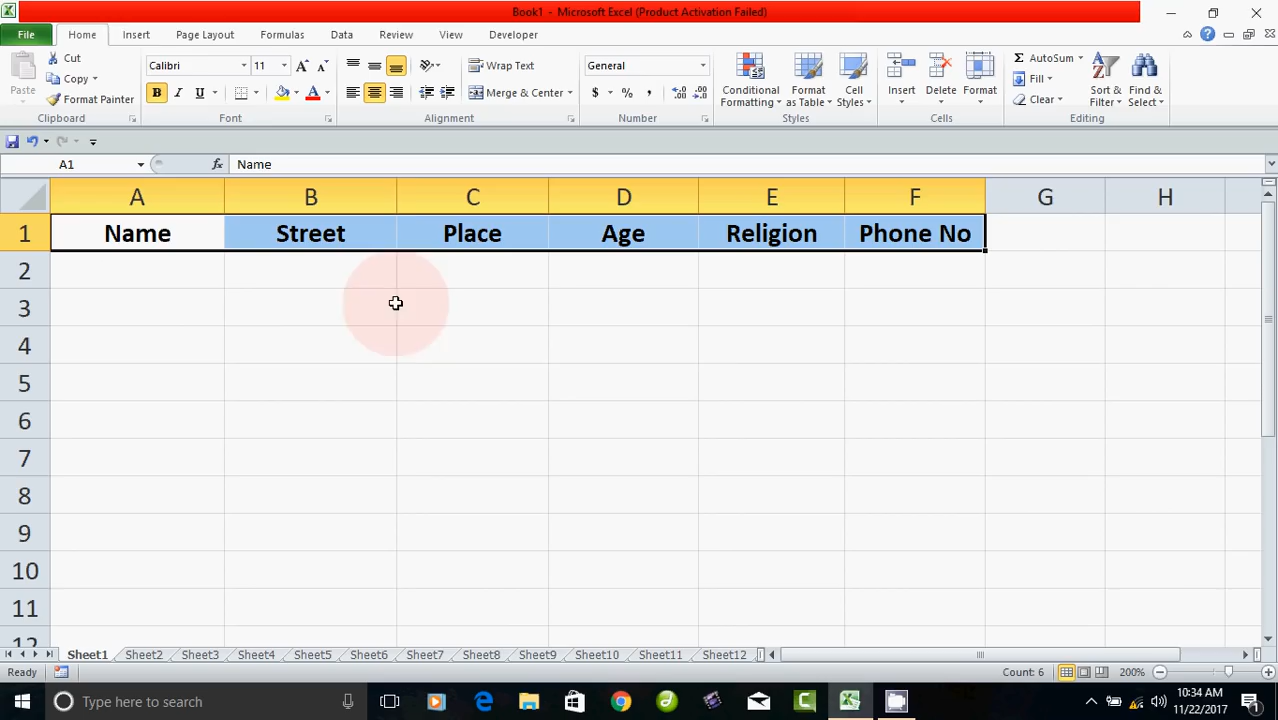 Book1 - Microsoft Excel (Product Activation Failed)
File Home Insert Page Layout Formulas Data Review View Developer
Paste
Cut
Copy
Format Painter
Clipboard
Calibri 11 A A
B I U A
Font
Wrap Text
Merge & Center
Alignment
General
$ % ,
Number
Conditional Formatting
Format as Table
Cell Styles
Styles
Insert Delete Format
Cells
AutoSum
Fill
Clear
Sort & Filter
Find & Select
Editing
A1 fx Name
A B C D E F G H
1 Name Street Place Age Religion Phone No
2
3
4
5
6
7
8
9
10
11
12
Sheet1 Sheet2 Sheet3 Sheet4 Sheet5 Sheet6 Sheet7 Sheet8 Sheet9 Sheet10 Sheet11 Sheet12
Ready Count: 6 200%
Type here to search
10:34 AM
11/22/2017